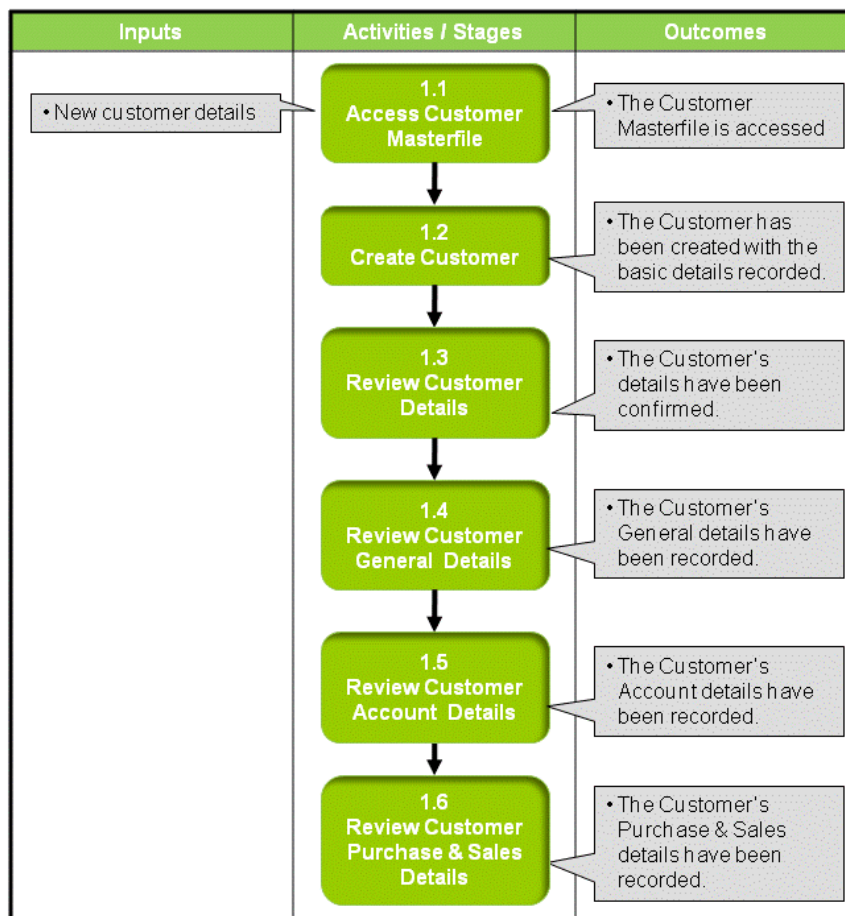 Inputs
Activities / Stages
Outcomes
• New customer details
1.1
Access Customer
Masterfile
• The Customer
Masterfile is accessed
1.2
Create Customer
• The Customer has
been created with the
basic details recorded.
1.3
Review Customer
Details
• The Customer's
details have been
confirmed.
1.4
Review Customer
General Details
• The Customer's
General details have
been recorded.
1.5
Review Customer
Account Details
• The Customer's
Account details have
been recorded.
1.6
Review Customer
Purchase & Sales
Details
• The Customer's
Purchase & Sales
details have been
recorded.